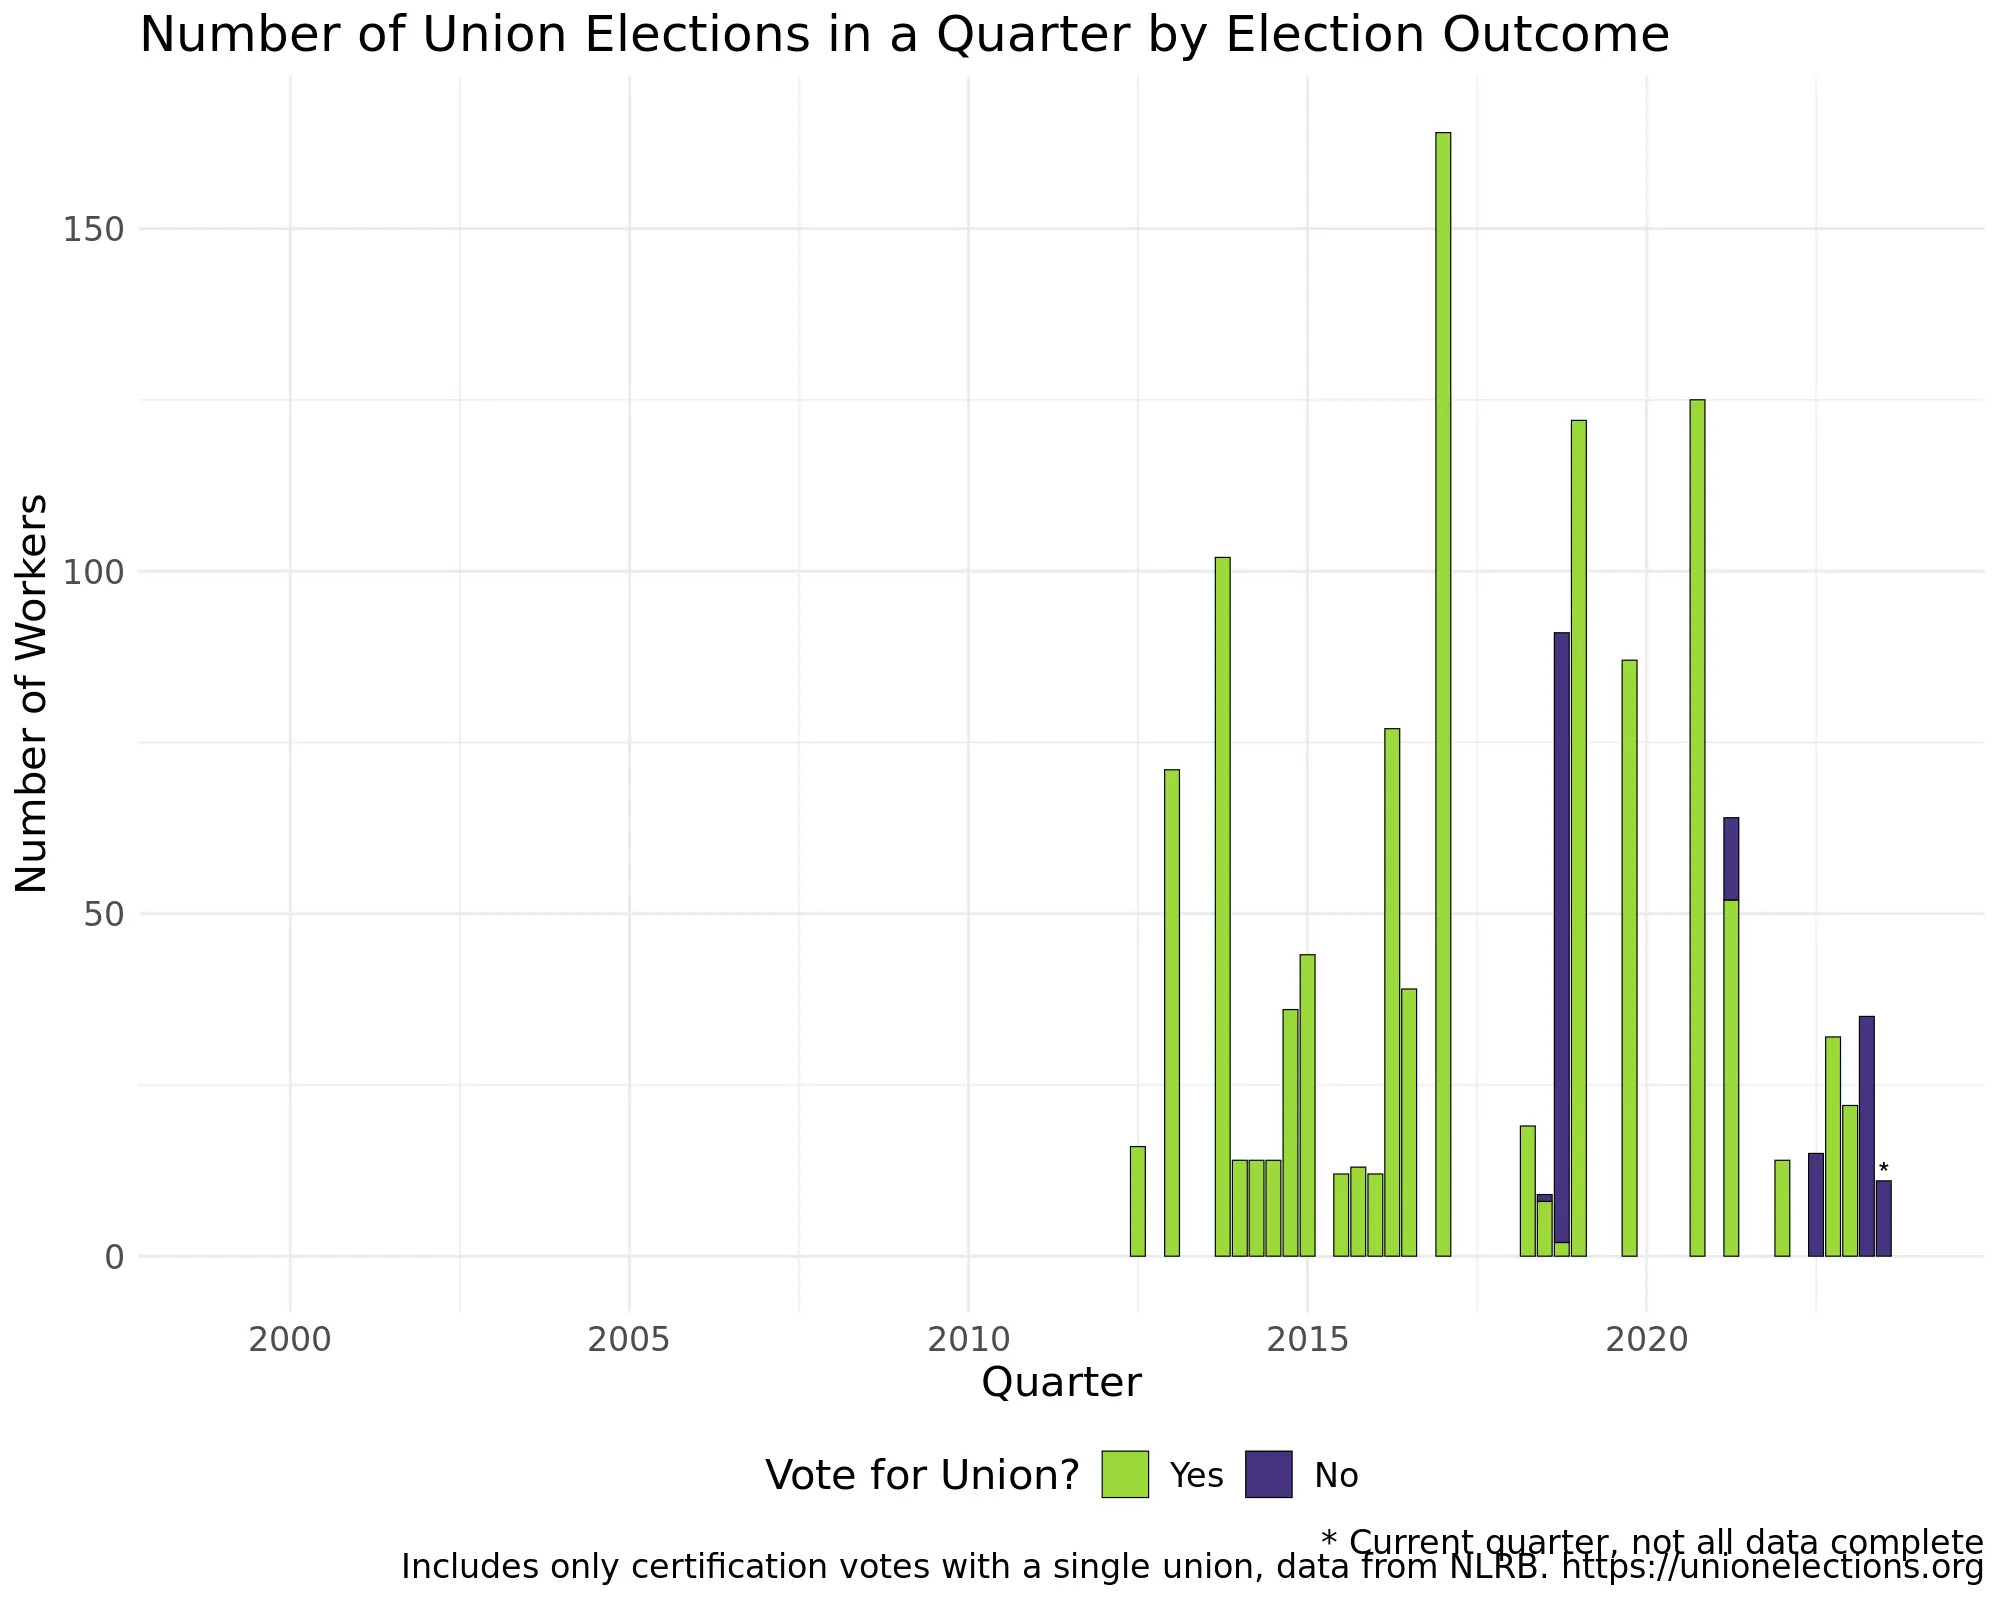 Number of Union Elections in a Quarter by Election Outcome
Number of Workers
150
100
50
0
*
2000 2005 2010 2015 2020
Quarter
Vote for Union? Yes No
* Current quarter, not all data complete
Includes only certification votes with a single union, data from NLRB. https://unionelections.org